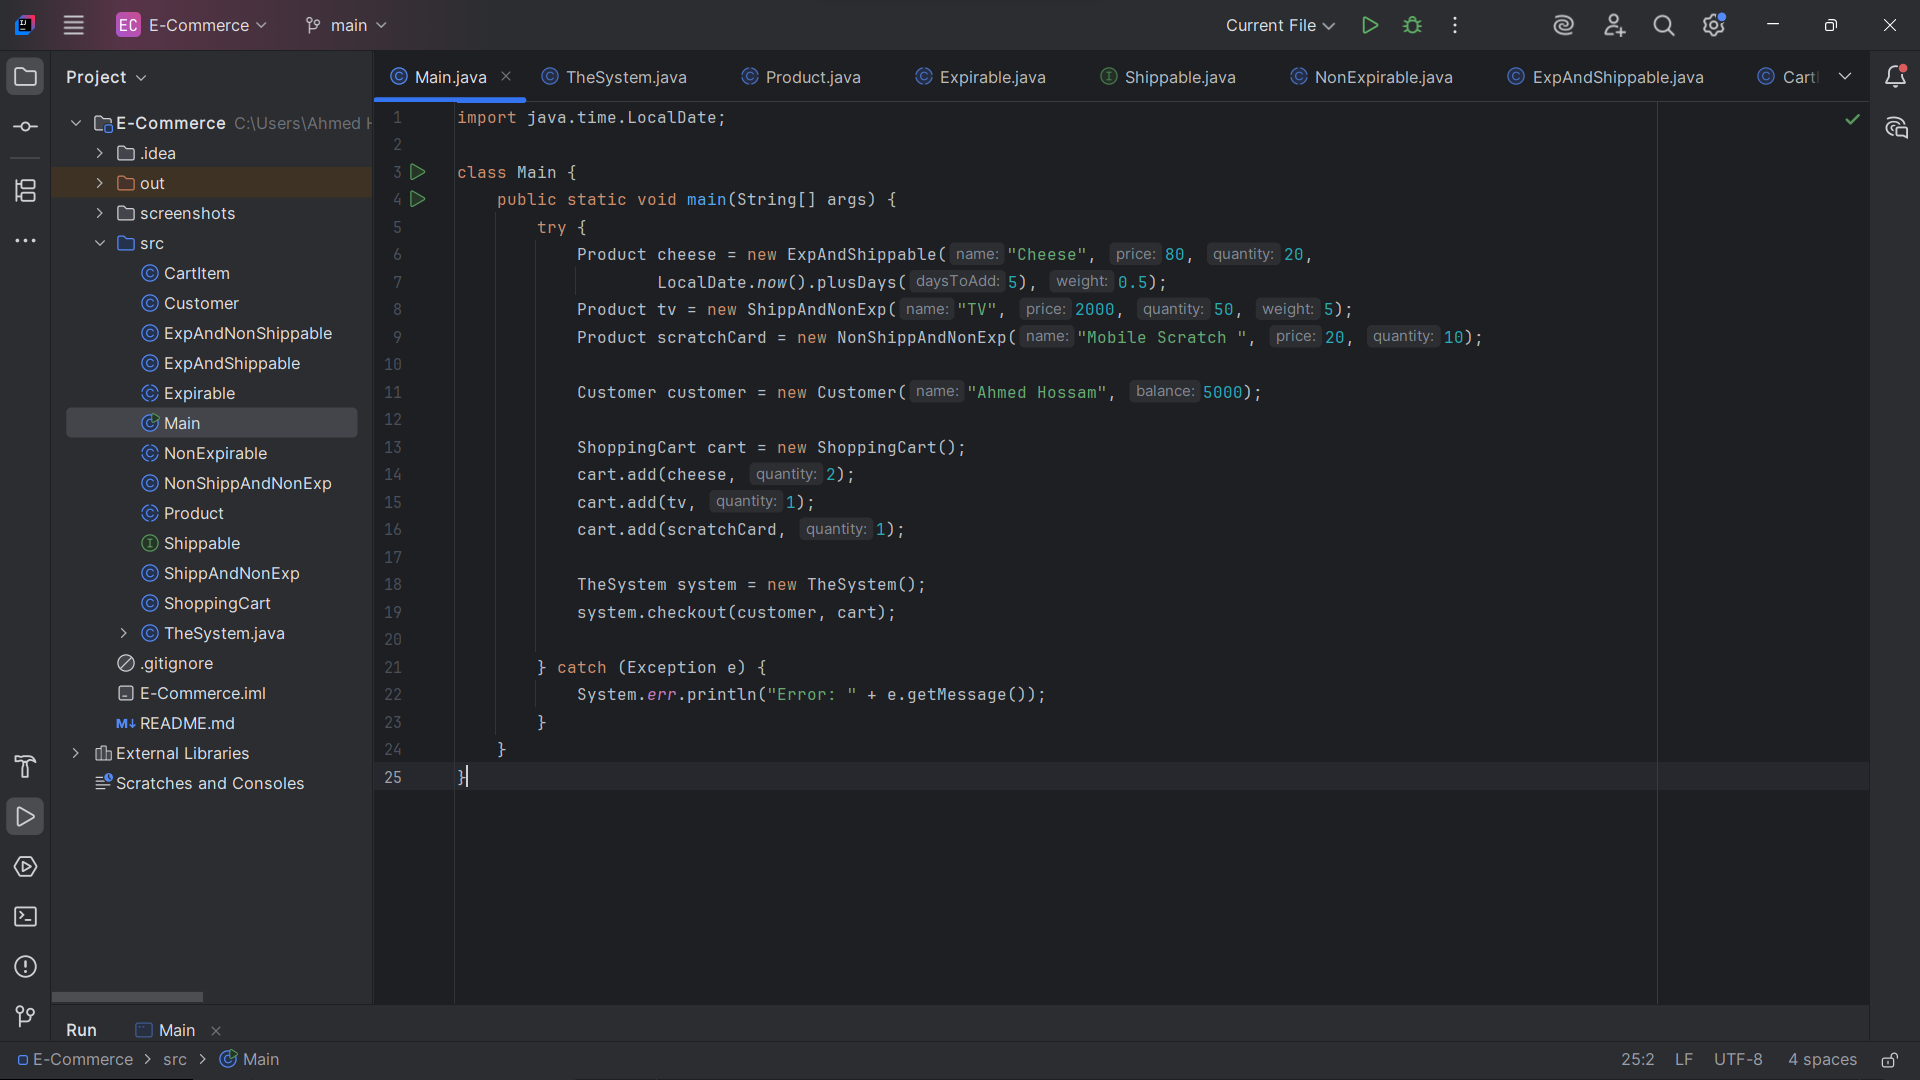 EC E-Commerce main Current File
Project
Main.java TheSystem.java Product.java Expirable.java Shippable.java NonExpirable.java ExpAndShippable.java Cart
E-Commerce C:\Users\Ahmed
.idea
out
screenshots
src
CartItem
Customer
ExpAndNonShippable
ExpAndShippable
Expirable
Main
NonExpirable
NonShippAndNonExp
Product
Shippable
ShippAndNonExp
ShoppingCart
TheSystem.java
.gitignore
E-Commerce.iml
M↓ README.md
External Libraries
Scratches and Consoles
1 import java.time.LocalDate;
2
3 class Main {
4 public static void main(String[] args) {
5 try {
6 Product cheese = new ExpAndShippable( name: "Cheese", price: 80, quantity: 20,
7 LocalDate.now().plusDays( daysToAdd: 5), weight: 0.5);
8 Product tv = new ShippAndNonExp( name: "TV", price: 2000, quantity: 50, weight: 5);
9 Product scratchCard = new NonShippAndNonExp( name: "Mobile Scratch ", price: 20, quantity: 10);
10
11 Customer customer = new Customer( name: "Ahmed Hossam", balance: 5000);
12
13 ShoppingCart cart = new ShoppingCart();
14 cart.add(cheese, quantity: 2);
15 cart.add(tv, quantity: 1);
16 cart.add(scratchCard, quantity: 1);
17
18 TheSystem system = new TheSystem();
19 system.checkout(customer, cart);
20
21 } catch (Exception e) {
22 System.err.println("Error: " + e.getMessage());
23 }
24 }
25 }
Run Main
E-Commerce > src > Main
25:2 LF UTF-8 4 spaces